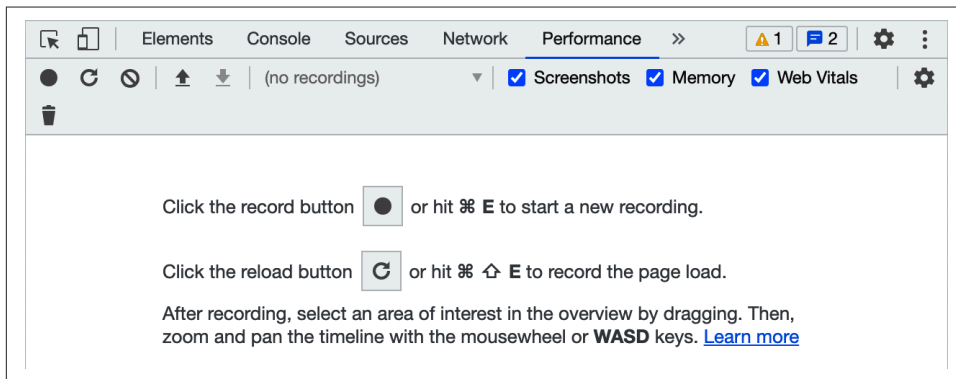 Elements Console Sources Network Performance » 1 2
(no recordings) Screenshots Memory Web Vitals
Click the record button or hit ⌘ E to start a new recording.
Click the reload button or hit ⌘ ⇧ E to record the page load.
After recording, select an area of interest in the overview by dragging. Then,
zoom and pan the timeline with the mousewheel or WASD keys. Learn more